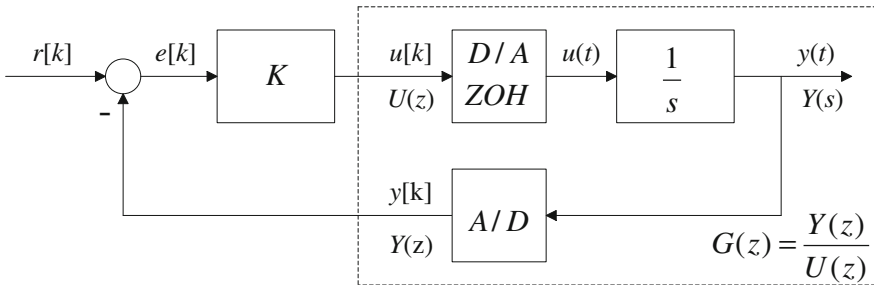 r[k]
e[k]
K
u[k]
U(z)
D / A
ZOH
u(t)
1
s
y(t)
Y(s)
-
y[k]
Y(z)
A / D
G(z) = Y(z)
U(z)